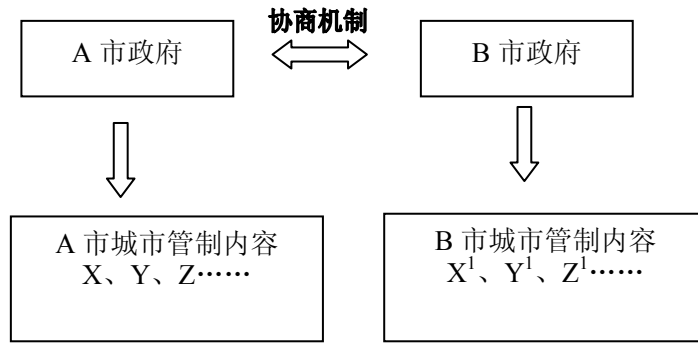 协商机制
A 市政府
B 市政府
A 市城市管制内容
X、Y、Z……
B 市城市管制内容
X¹、Y¹、Z¹……